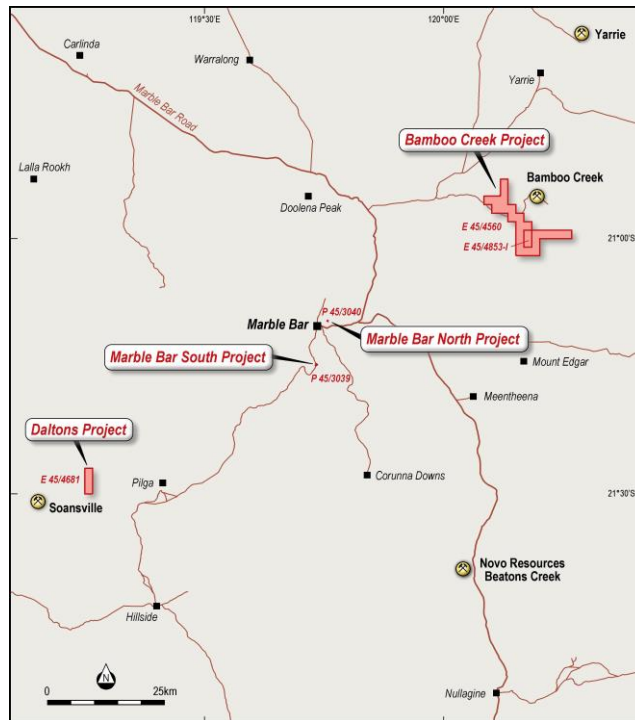 119°30'E
120°00'E
Carlinda
Warralong
Yarrie
Yarrie
Marble Bar Road
Bamboo Creek Project
Lalla Rookh
Doolena Peak
Bamboo Creek
E 45/4560
E 45/4853-I
21°00'S
P 45/3040
Marble Bar
Marble Bar North Project
Marble Bar South Project
P 45/3039
Mount Edgar
Meentheena
Daltons Project
E 45/4681
Pilga
Corunna Downs
Soansville
21°30'S
Novo Resources
Beatons Creek
Hillside
N
0
25km
Nullagine